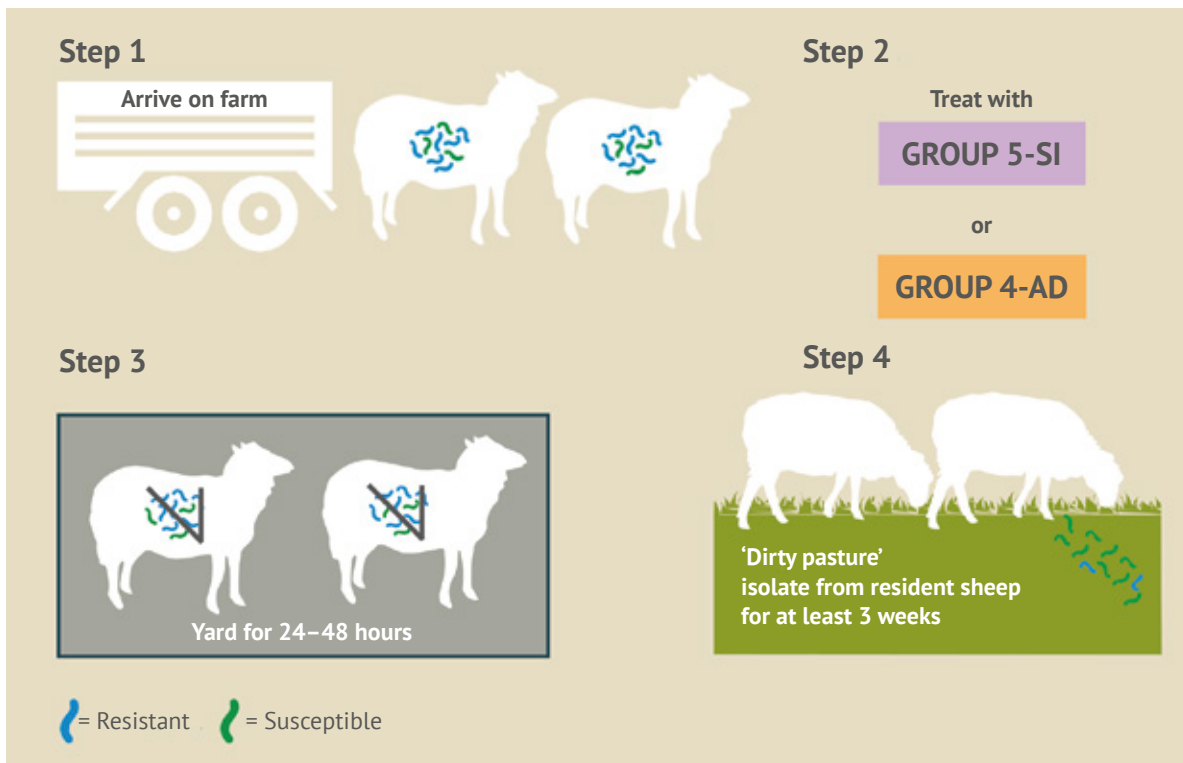 Step 1
Arrive on farm
Step 2
Treat with
GROUP 5-SI
or
GROUP 4-AD
Step 3
Yard for 24–48 hours
Step 4
‘Dirty pasture’
isolate from resident sheep
for at least 3 weeks
= Resistant
= Susceptible